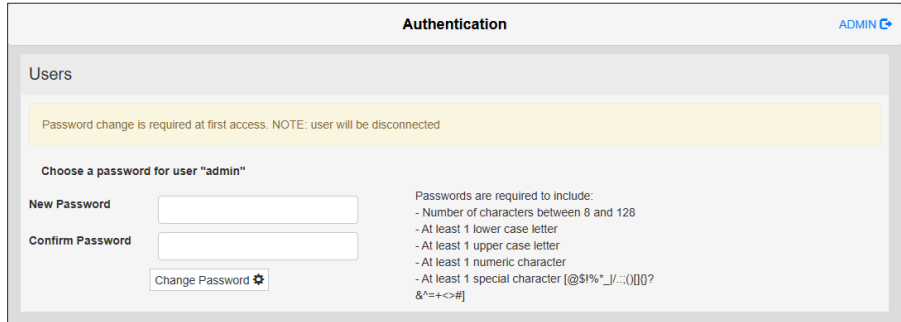 Authentication
ADMIN
Users
Password change is required at first access. NOTE: user will be disconnected
Choose a password for user "admin"
New Password
Confirm Password
Change Password
Passwords are required to include:
- Number of characters between 8 and 128
- At least 1 lower case letter
- At least 1 upper case letter
- At least 1 numeric character
- At least 1 special character [@$!%*_|/.:;()[]{}?
&^=+<>#]